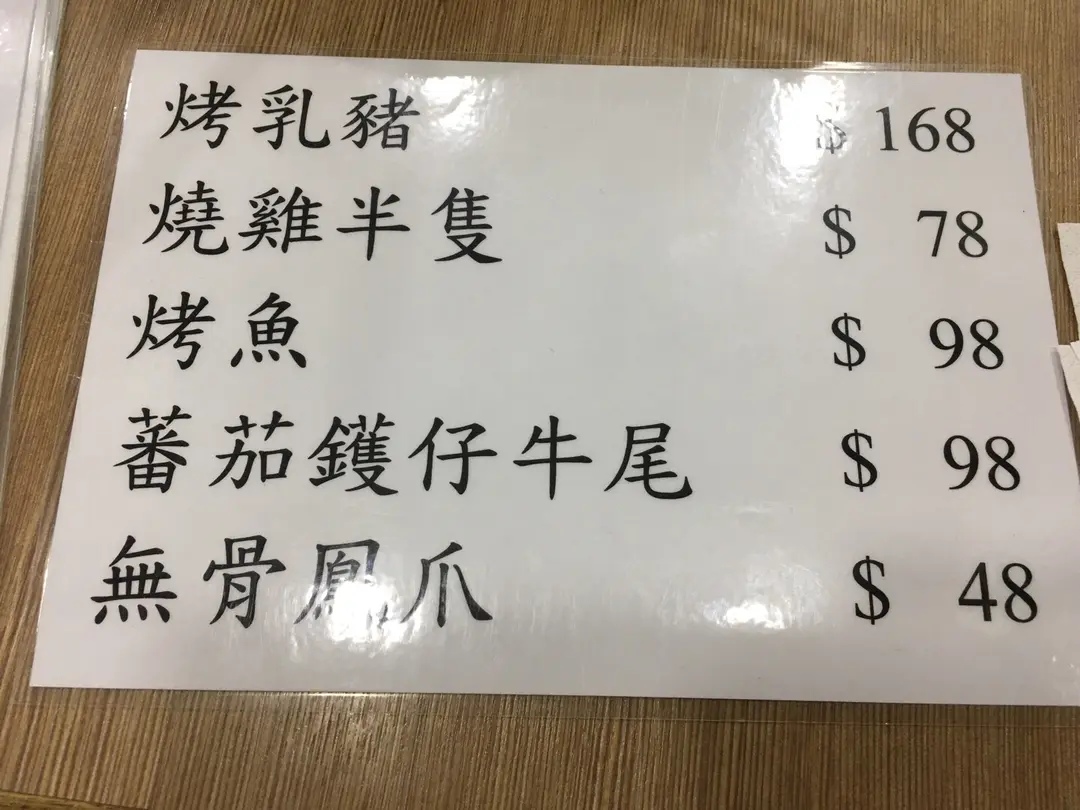 烤乳豬 $ 168
燒雞半隻 $ 78
烤魚 $ 98
蕃茄鑊仔牛尾 $ 98
無骨鳳爪 $ 48